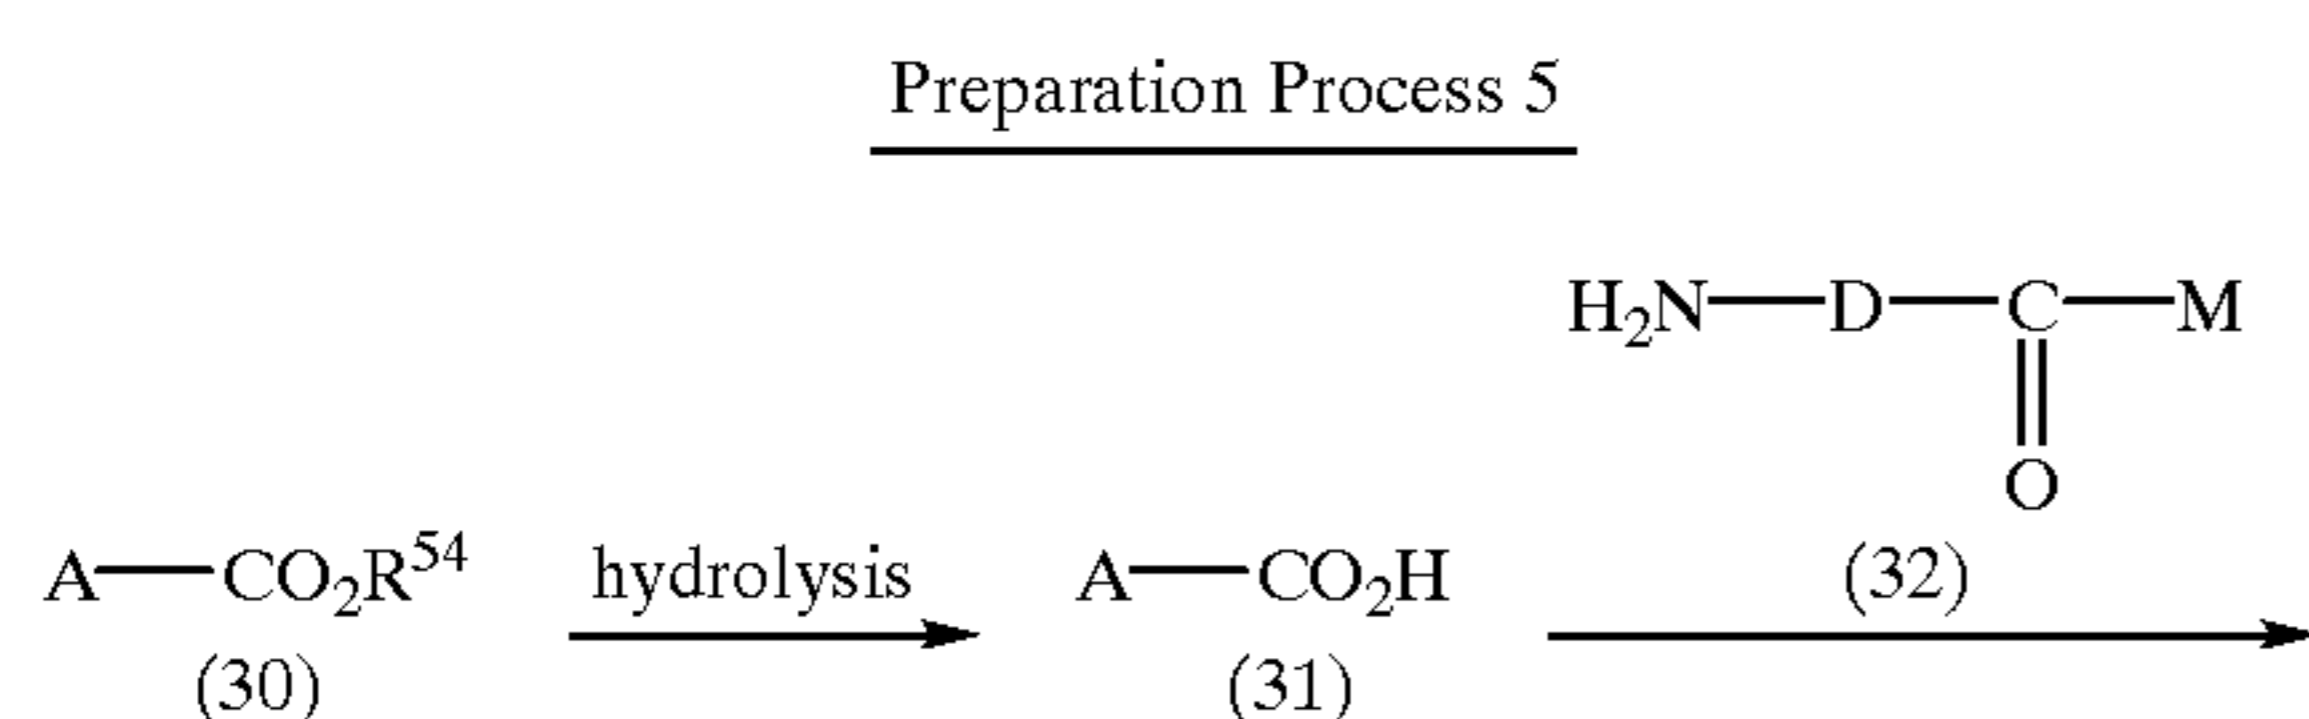 Preparation Process 5
H₂N—D—C—M
O
A—CO₂R⁵⁴ hydrolysis A—CO₂H (32)
(30) (31)